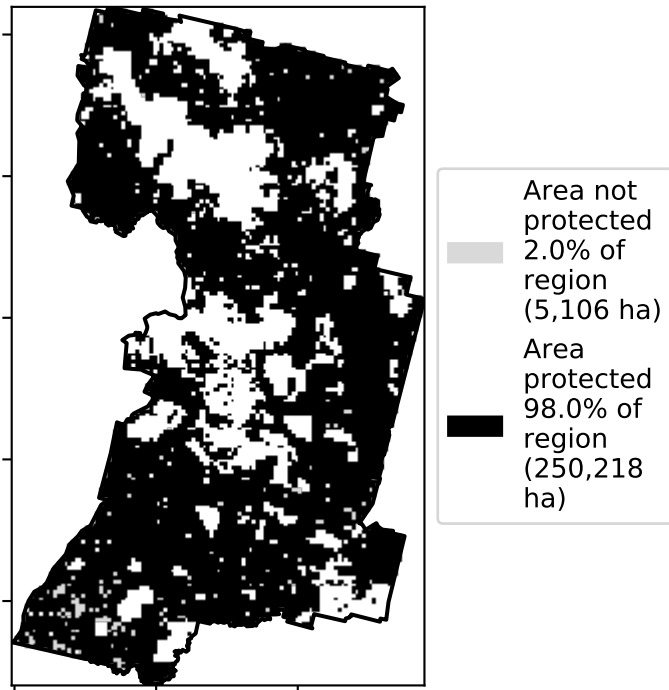 Area not
protected
2.0% of
region
(5,106 ha)
Area
protected
98.0% of
region
(250,218
ha)